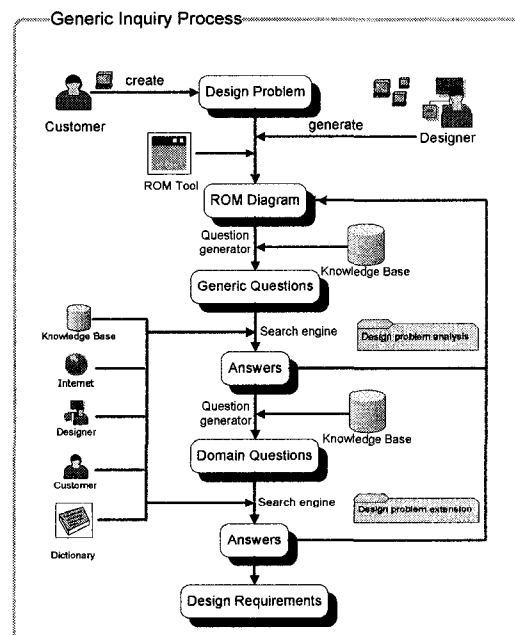 Generic Inquiry Process
create
Design Problem
Customer
generate
Designer
ROM Tool
ROM Diagram
Question
generator
Knowledge Base
Generic Questions
Knowledge Base
Search engine
Design problem analysis
Internet
Answers
Designer
Question
generator
Knowledge Base
Domain Questions
Customer
Search engine
Design problem extension
Dictionary
Answers
Design Requirements